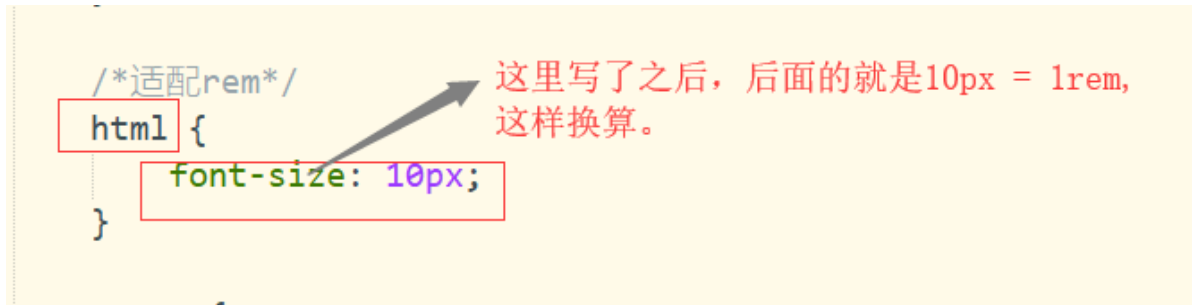 /*适配rem*/
这里写了之后，后面的就是10px = 1rem,
这样换算。
html {
font-size: 10px;
}